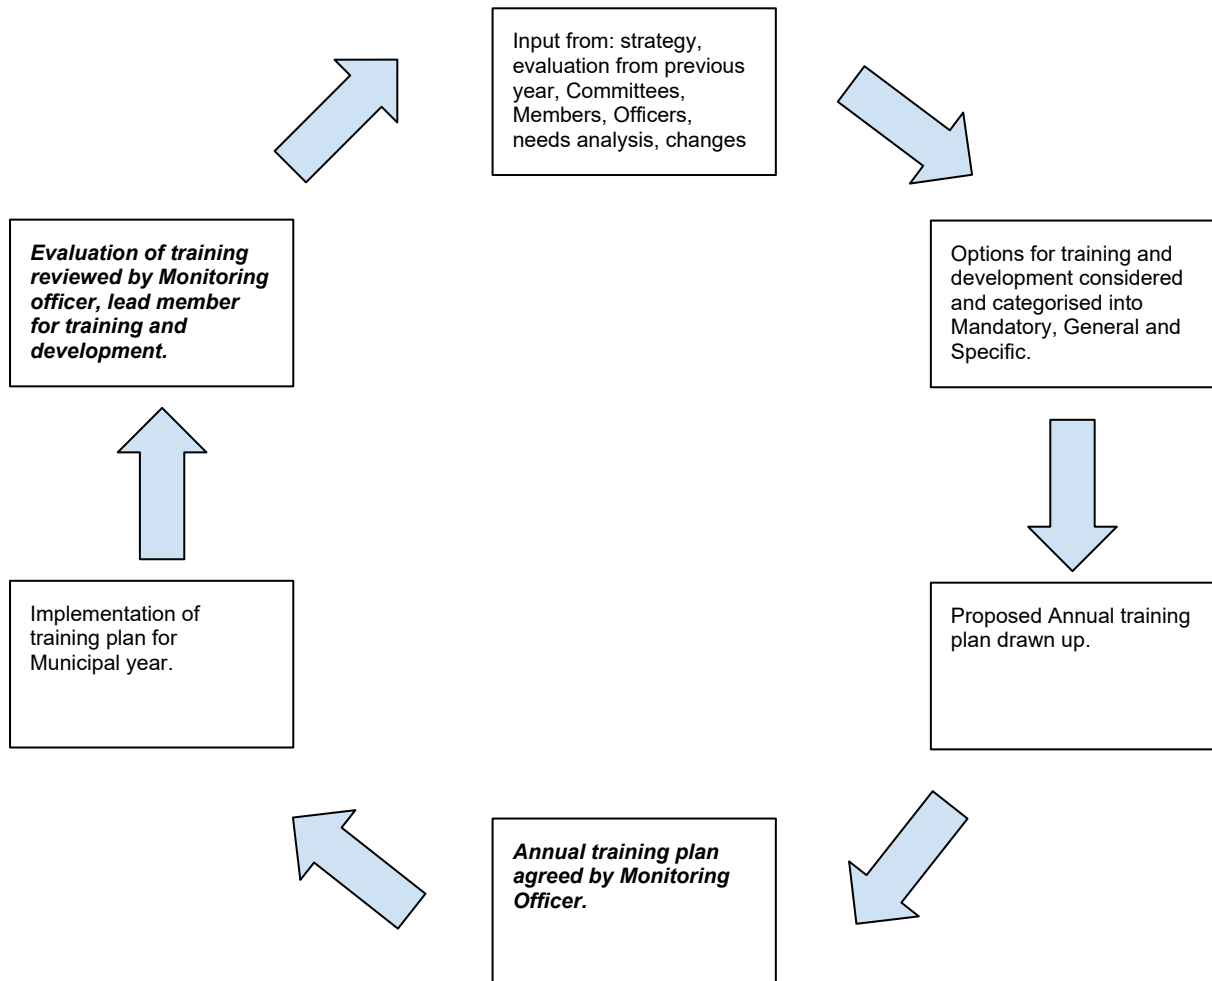 Input from: strategy,
evaluation from previous
year, Committees,
Members, Officers,
needs analysis, changes
Options for training and
development considered
and categorised into
Mandatory, General and
Specific.
Proposed Annual training
plan drawn up.
Annual training plan
agreed by Monitoring
Officer.
Implementation of
training plan for
Municipal year.
Evaluation of training
reviewed by Monitoring
officer, lead member
for training and
development.